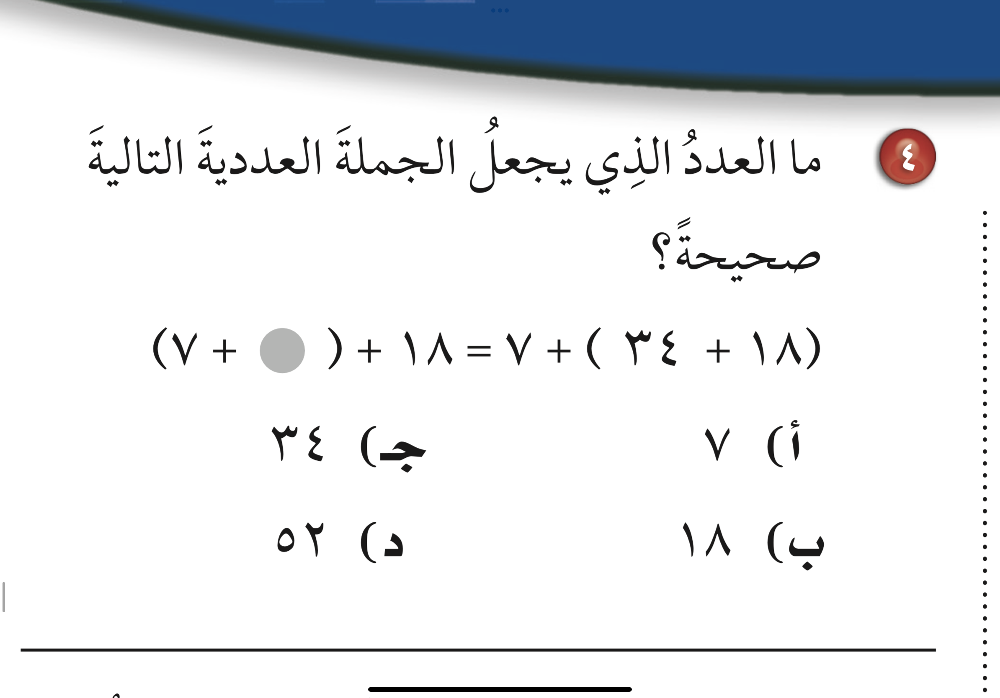 ٤ ما العددُ الذِي يجعلُ الجملةَ العدديةَ التاليةَ
صحيحةً؟
(١٨ + ٣٤ ) + ٧ = ١٨ + ( + ٧)
أ) ٧ جـ) ٣٤
ب) ١٨ د) ٥٢